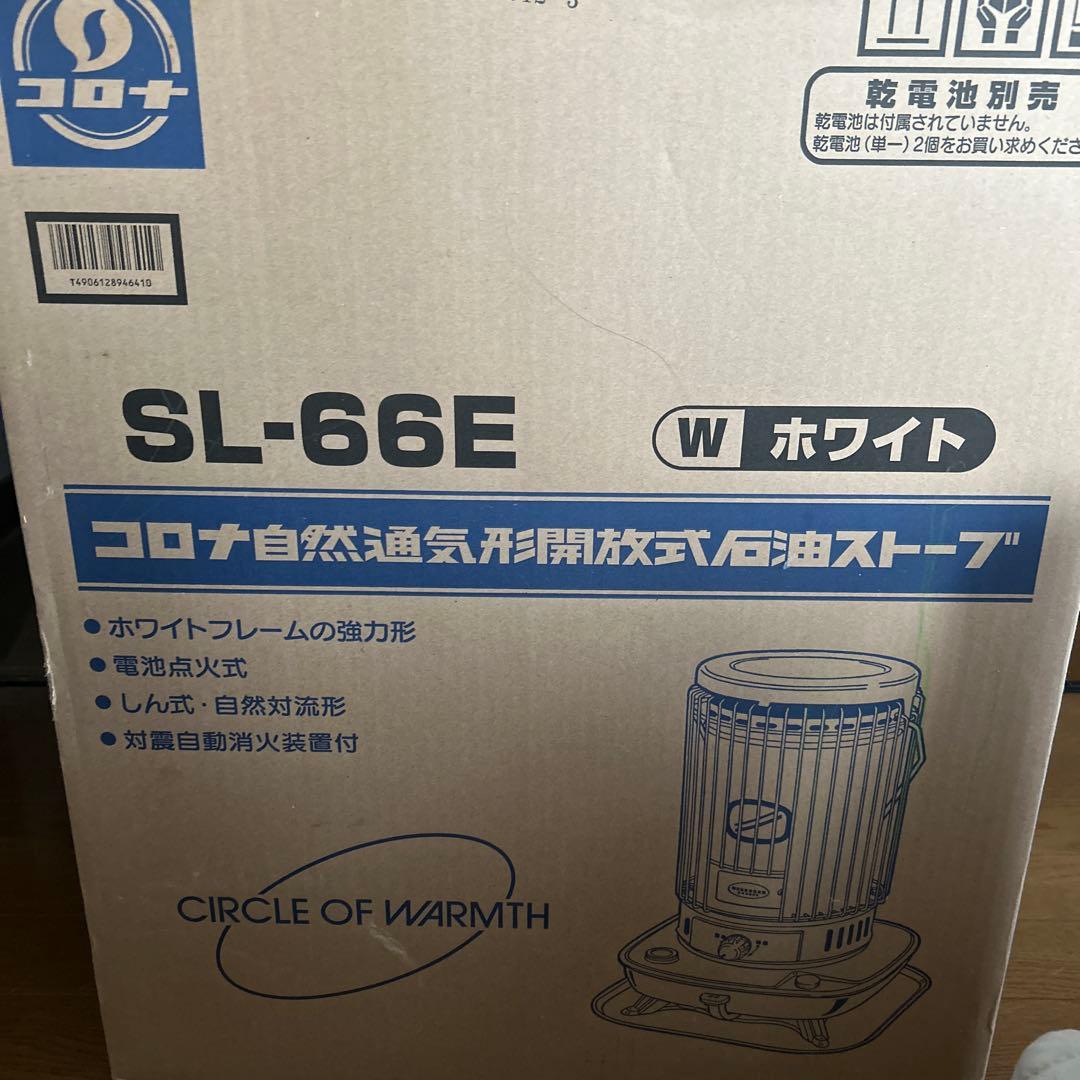 コロナ
乾電池別売
乾電池は付属されていません。
乾電池(単一)2個をお買い求めくださ
T4906128946410
SL-66E
W ホワイト
コロナ自然通気形開放式石油ストーブ
●ホワイトフレームの強力形
●電池点火式
●しん式・自然対流形
●対震自動消火装置付
CIRCLE OF WARMTH